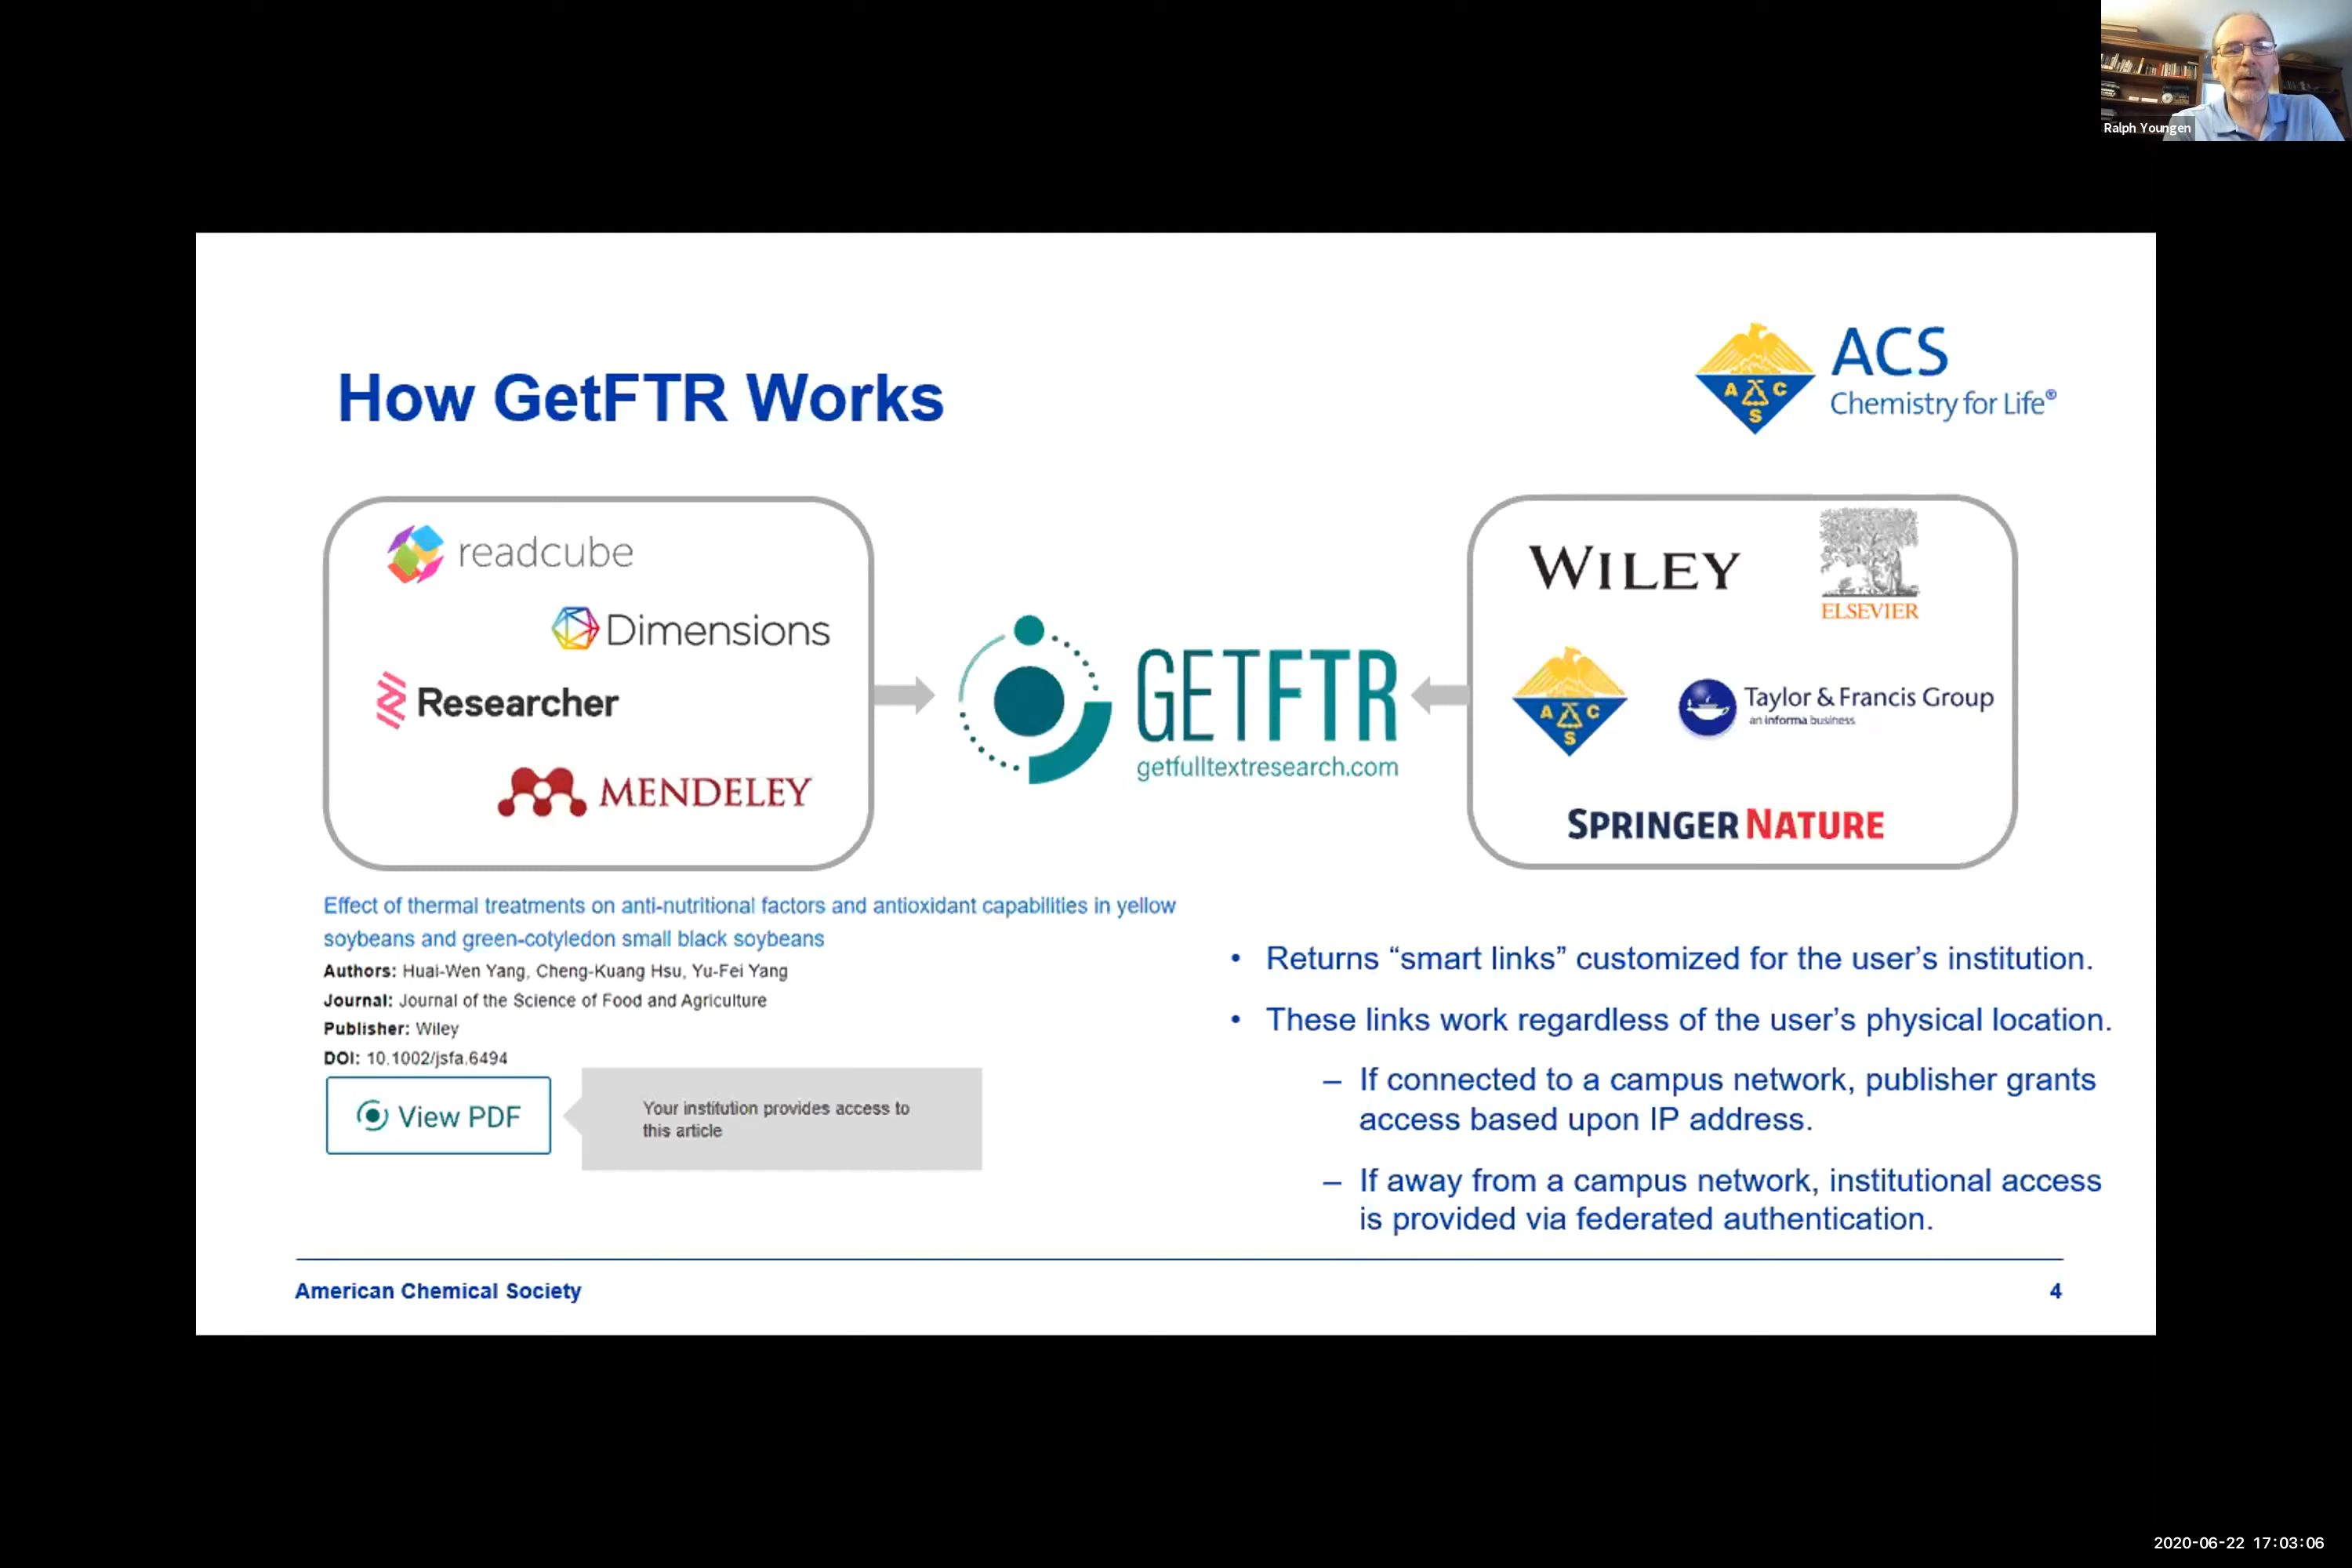 Ralph Youngen
How GetFTR Works
A C S
ACS
Chemistry for Life®
readcube
Dimensions
Researcher
MENDELEY
GETFTR
getfulltextresearch.com
WILEY
ELSEVIER
A C S
Taylor & Francis Group
an informa business
SPRINGER NATURE
Effect of thermal treatments on anti-nutritional factors and antioxidant capabilities in yellow
soybeans and green-cotyledon small black soybeans
Authors: Huai-Wen Yang, Cheng-Kuang Hsu, Yu-Fei Yang
Journal: Journal of the Science of Food and Agriculture
Publisher: Wiley
DOI: 10.1002/jsfa.6494
View PDF
Your institution provides access to
this article
• Returns “smart links” customized for the user’s institution.
• These links work regardless of the user’s physical location.
– If connected to a campus network, publisher grants
access based upon IP address.
– If away from a campus network, institutional access
is provided via federated authentication.
American Chemical Society
4
2020-06-22 17:03:06